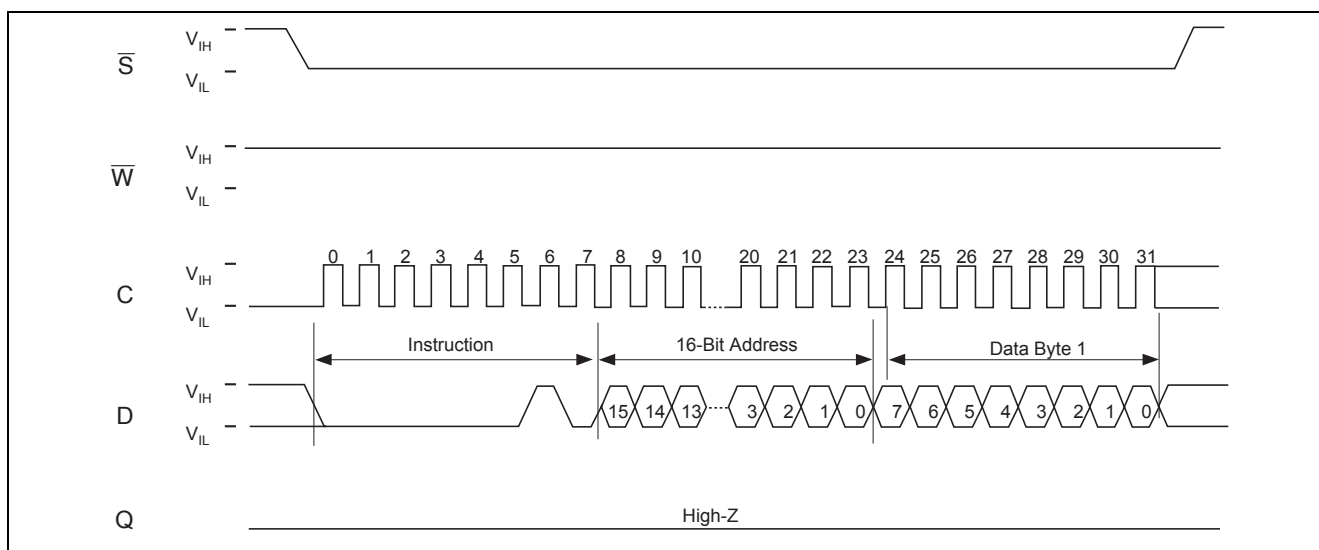 S̅
V_IH
V_IL
W̅
V_IH
V_IL
0 1 2 3 4 5 6 7 8 9 10 20 21 22 23 24 25 26 27 28 29 30 31
C
V_IH
V_IL
Instruction 16-Bit Address Data Byte 1
D
V_IH
V_IL
15 14 13 3 2 1 0 7 6 5 4 3 2 1 0
Q
High-Z